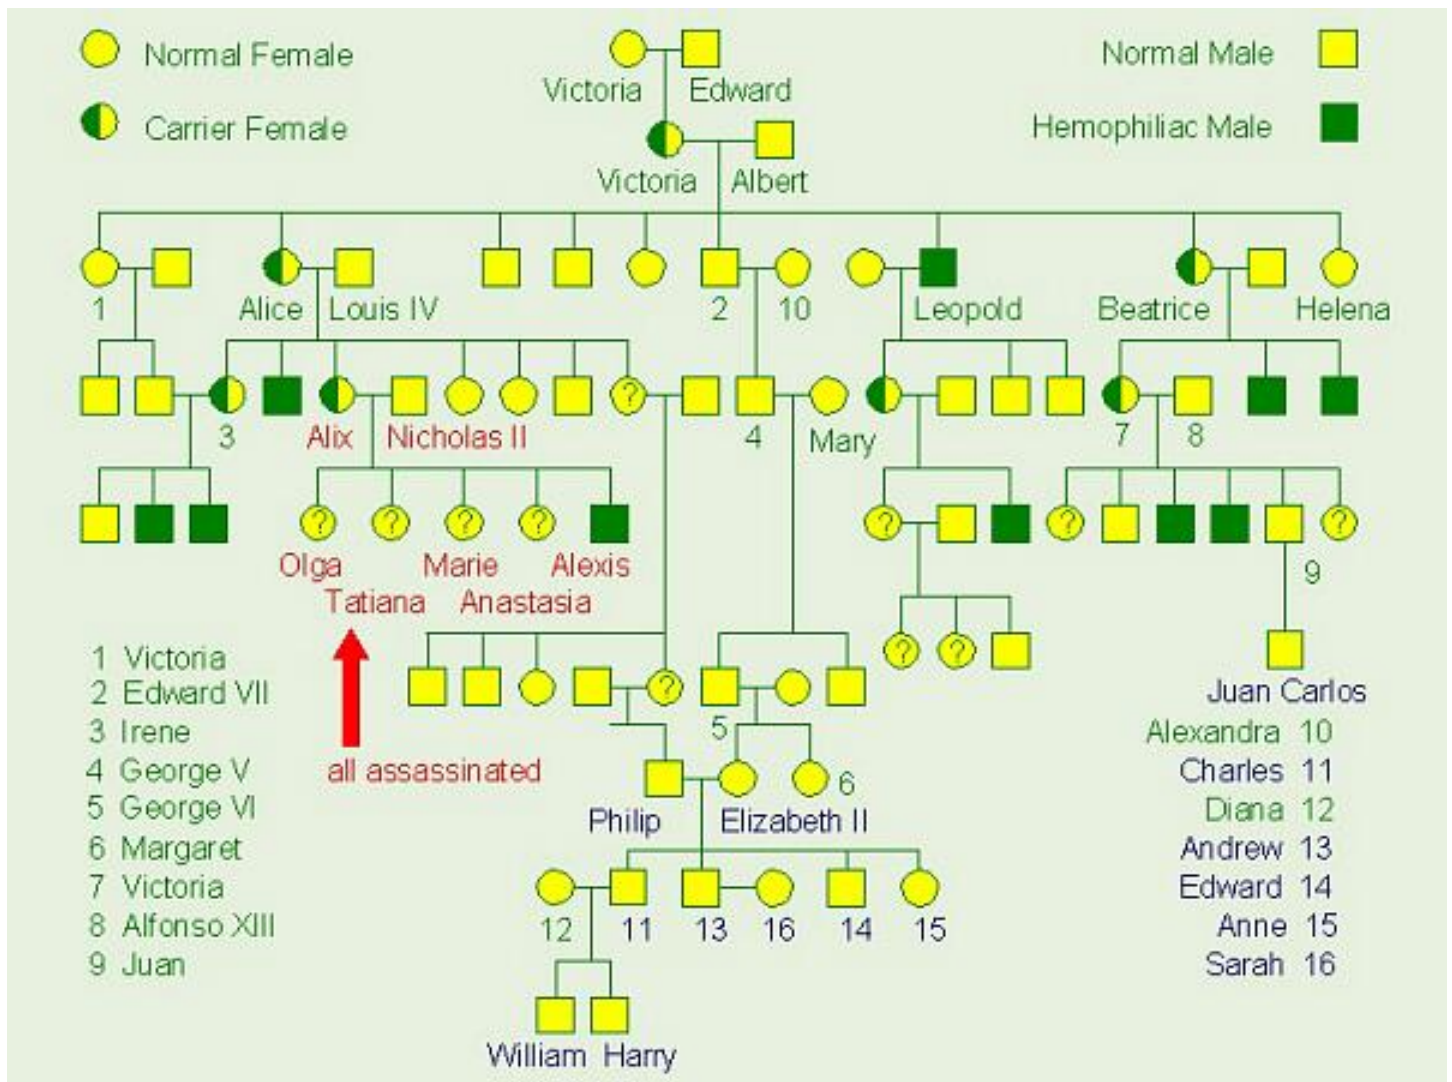 Normal Female
Victoria Edward
Normal Male
Carrier Female
Hemophiliac Male
Victoria Albert
1
Alice Louis IV
2
10
Leopold
Beatrice
Helena
3
Alix
Nicholas II
?
4
Mary
7
8
? ? ? ?
?
?
?
Olga
Marie
Alexis
Tatiana
Anastasia
9
? ?
?
5
all assassinated
6
Philip
Elizabeth II
12 11 13 16 14 15
William Harry
1 Victoria
2 Edward VII
3 Irene
4 George V
5 George VI
6 Margaret
7 Victoria
8 Alfonso XIII
9 Juan
Juan Carlos
Alexandra 10
Charles 11
Diana 12
Andrew 13
Edward 14
Anne 15
Sarah 16